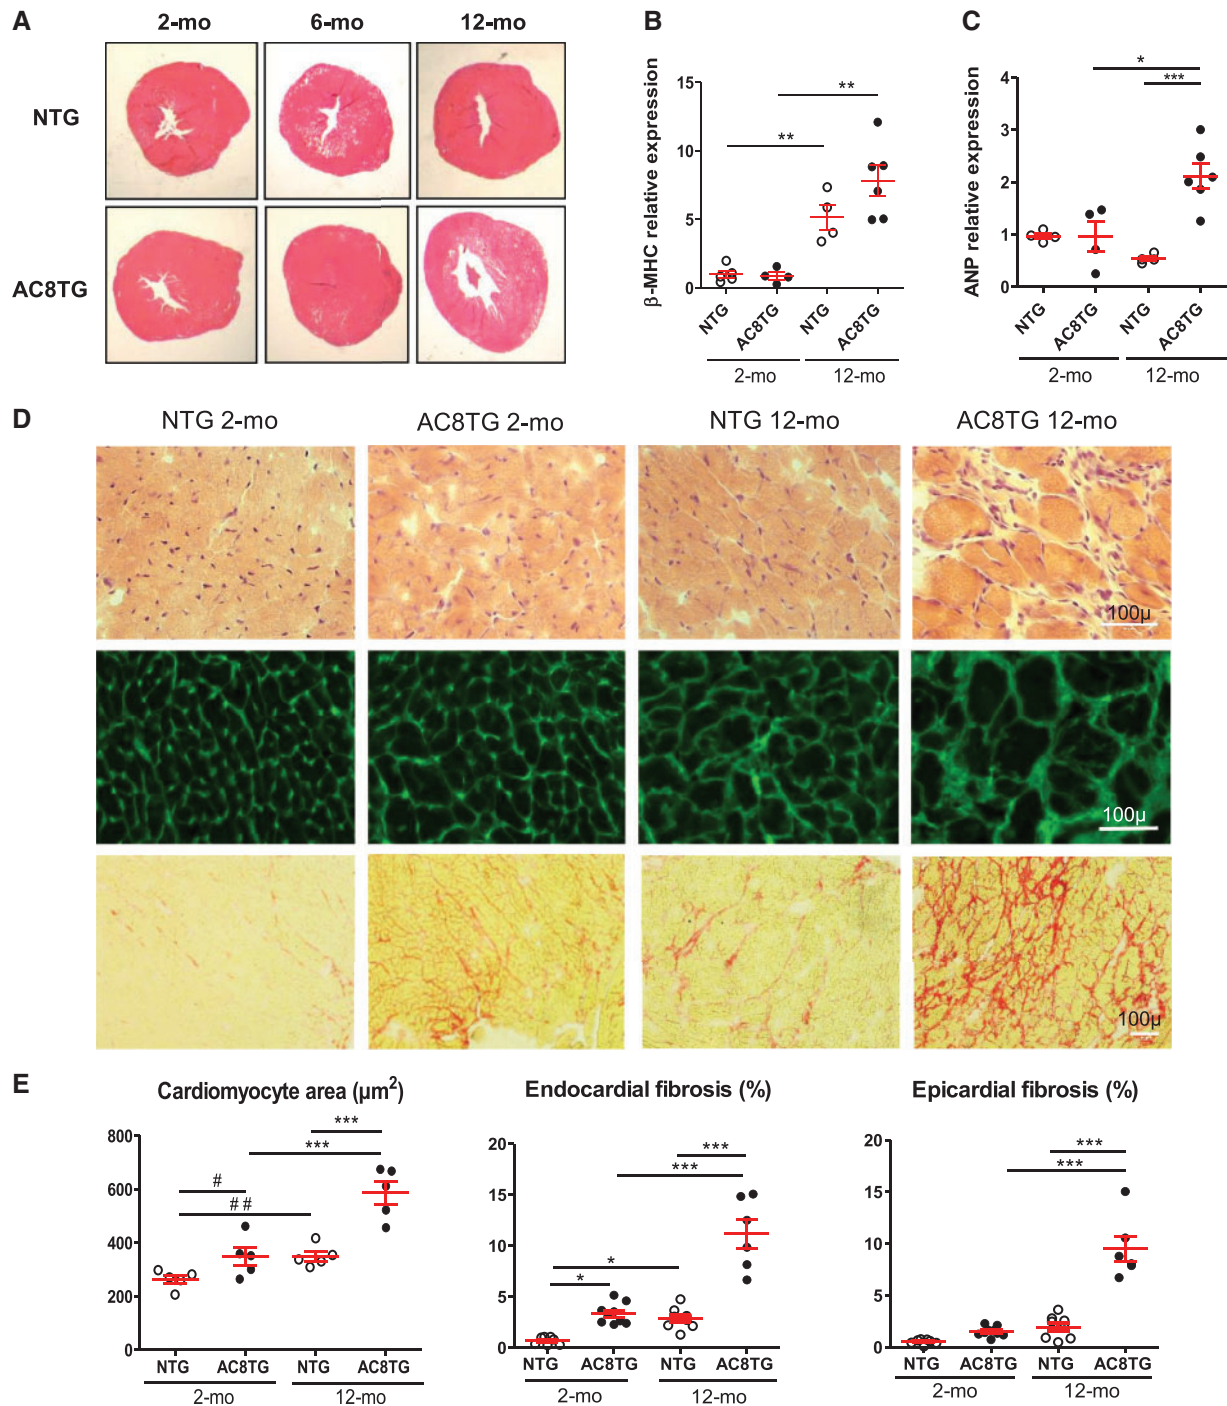 A
2-mo 6-mo 12-mo
NTG
AC8TG
B
β-MHC relative expression
15
10
5
0
**
**
NTG AC8TG NTG AC8TG
2-mo 12-mo
C
ANP relative expression
4
3
2
1
0
*
***
NTG AC8TG NTG AC8TG
2-mo 12-mo
D
NTG 2-mo AC8TG 2-mo NTG 12-mo AC8TG 12-mo
100µ
100µ
100µ
E
Cardiomyocyte area (µm²)
800
600
400
200
0
***
***
#
##
NTG AC8TG NTG AC8TG
2-mo 12-mo
Endocardial fibrosis (%)
20
15
10
5
0
***
***
*
*
NTG AC8TG NTG AC8TG
2-mo 12-mo
Epicardial fibrosis (%)
20
15
10
5
0
***
***
NTG AC8TG NTG AC8TG
2-mo 12-mo